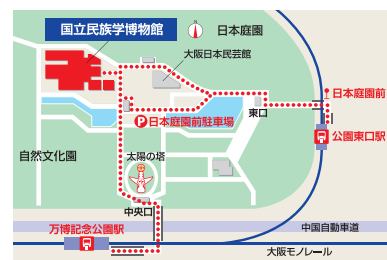 国立民族学博物館
日本庭園
大阪日本民芸館
日本庭園前
東口
P日本庭園前駐車場
公園東口駅
自然文化園
太陽の塔
中央口
万博記念公園駅
中国自動車道
大阪モノレール